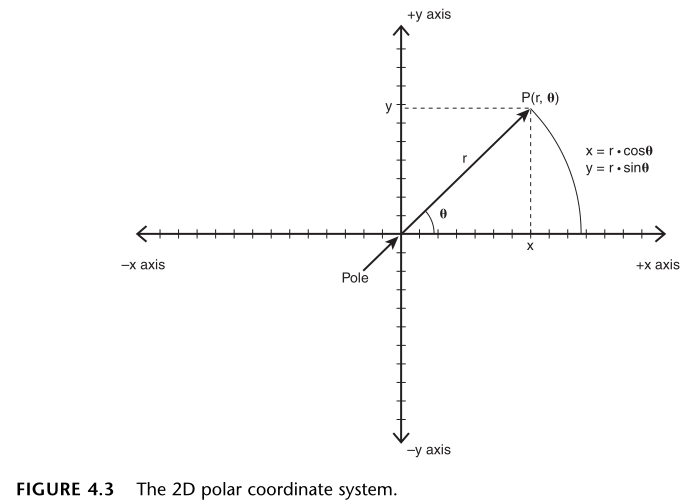 +y axis
P(r, θ)
y
x = r • cosθ
r
y = r • sinθ
θ
x
–x axis
+x axis
Pole
–y axis
FIGURE 4.3 The 2D polar coordinate system.